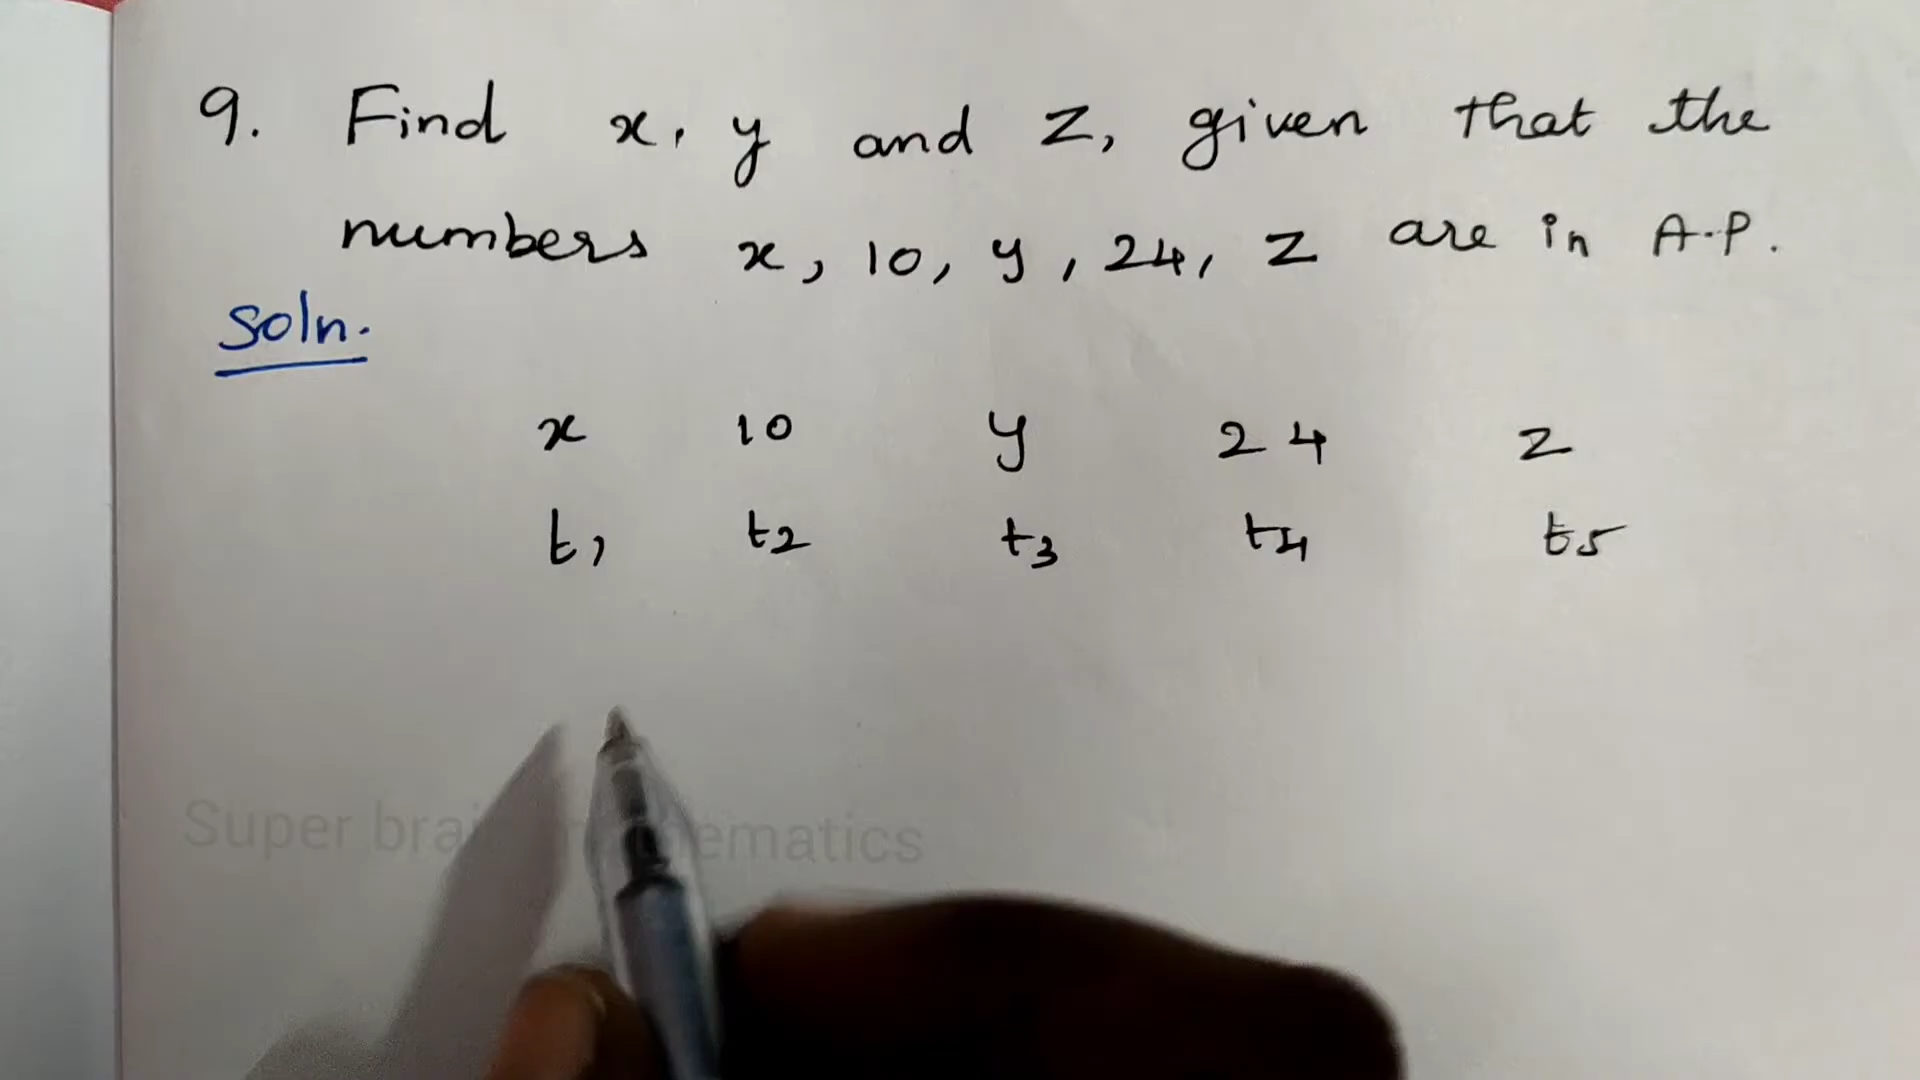 9. Find x, y and z, given that the
numbers x, 10, y, 24, z are in A.P.
Soln.
x 10 y 24 z
t1 t2 t3 t4 t5
Super